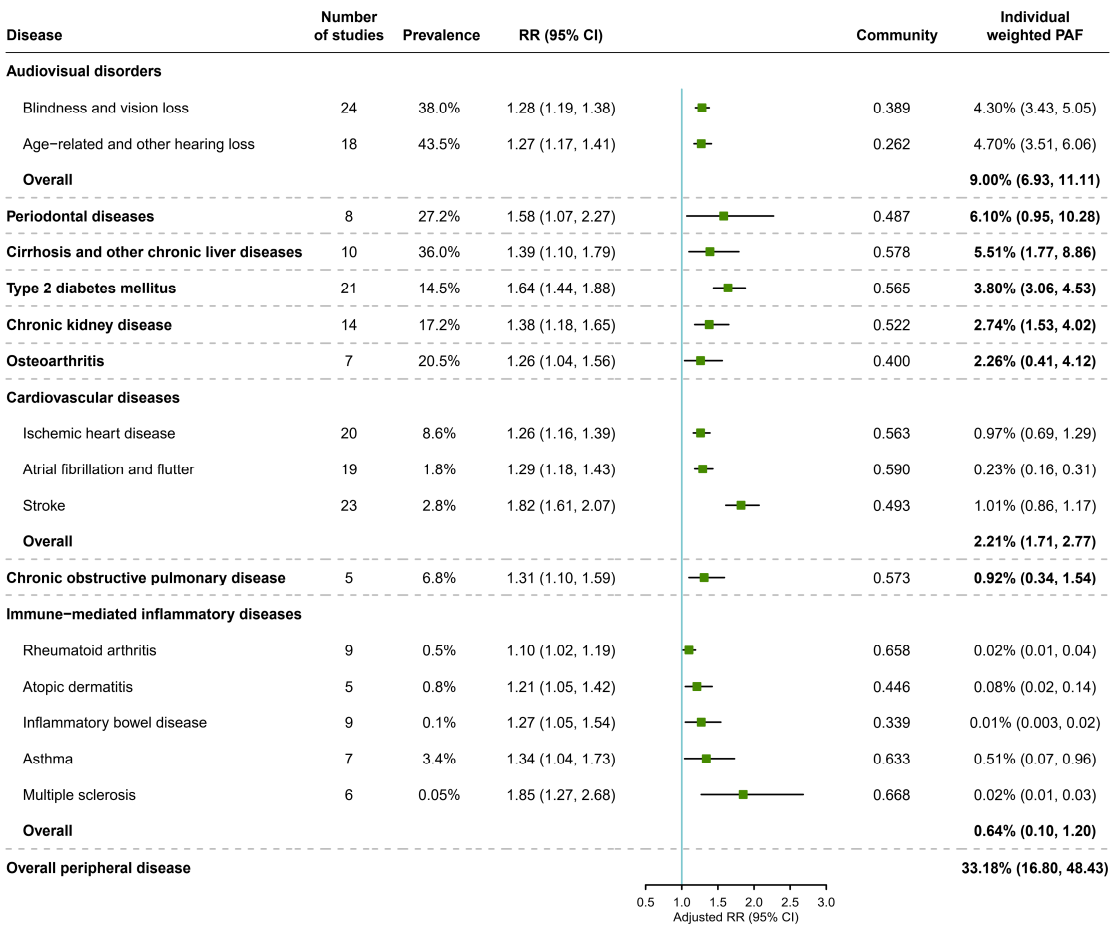 Disease Number of studies Prevalence RR (95% CI) Community Individual weighted PAF
Audiovisual disorders
Blindness and vision loss 24 38.0% 1.28 (1.19, 1.38) 0.389 4.30% (3.43, 5.05)
Age−related and other hearing loss 18 43.5% 1.27 (1.17, 1.41) 0.262 4.70% (3.51, 6.06)
Overall 9.00% (6.93, 11.11)
Periodontal diseases 8 27.2% 1.58 (1.07, 2.27) 0.487 6.10% (0.95, 10.28)
Cirrhosis and other chronic liver diseases 10 36.0% 1.39 (1.10, 1.79) 0.578 5.51% (1.77, 8.86)
Type 2 diabetes mellitus 21 14.5% 1.64 (1.44, 1.88) 0.565 3.80% (3.06, 4.53)
Chronic kidney disease 14 17.2% 1.38 (1.18, 1.65) 0.522 2.74% (1.53, 4.02)
Osteoarthritis 7 20.5% 1.26 (1.04, 1.56) 0.400 2.26% (0.41, 4.12)
Cardiovascular diseases
Ischemic heart disease 20 8.6% 1.26 (1.16, 1.39) 0.563 0.97% (0.69, 1.29)
Atrial fibrillation and flutter 19 1.8% 1.29 (1.18, 1.43) 0.590 0.23% (0.16, 0.31)
Stroke 23 2.8% 1.82 (1.61, 2.07) 0.493 1.01% (0.86, 1.17)
Overall 2.21% (1.71, 2.77)
Chronic obstructive pulmonary disease 5 6.8% 1.31 (1.10, 1.59) 0.573 0.92% (0.34, 1.54)
Immune−mediated inflammatory diseases
Rheumatoid arthritis 9 0.5% 1.10 (1.02, 1.19) 0.658 0.02% (0.01, 0.04)
Atopic dermatitis 5 0.8% 1.21 (1.05, 1.42) 0.446 0.08% (0.02, 0.14)
Inflammatory bowel disease 9 0.1% 1.27 (1.05, 1.54) 0.339 0.01% (0.003, 0.02)
Asthma 7 3.4% 1.34 (1.04, 1.73) 0.633 0.51% (0.07, 0.96)
Multiple sclerosis 6 0.05% 1.85 (1.27, 2.68) 0.668 0.02% (0.01, 0.03)
Overall 0.64% (0.10, 1.20)
Overall peripheral disease 33.18% (16.80, 48.43)
0.5 1.0 1.5 2.0 2.5 3.0
Adjusted RR (95% CI)